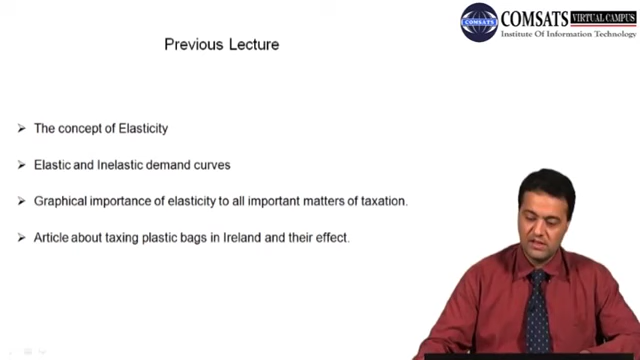 COMSATS VIRTUAL CAMPUS
Institute Of Information Technology
Previous Lecture
The concept of Elasticity
Elastic and Inelastic demand curves
Graphical importance of elasticity to all important matters of taxation.
Article about taxing plastic bags in Ireland and their effect.